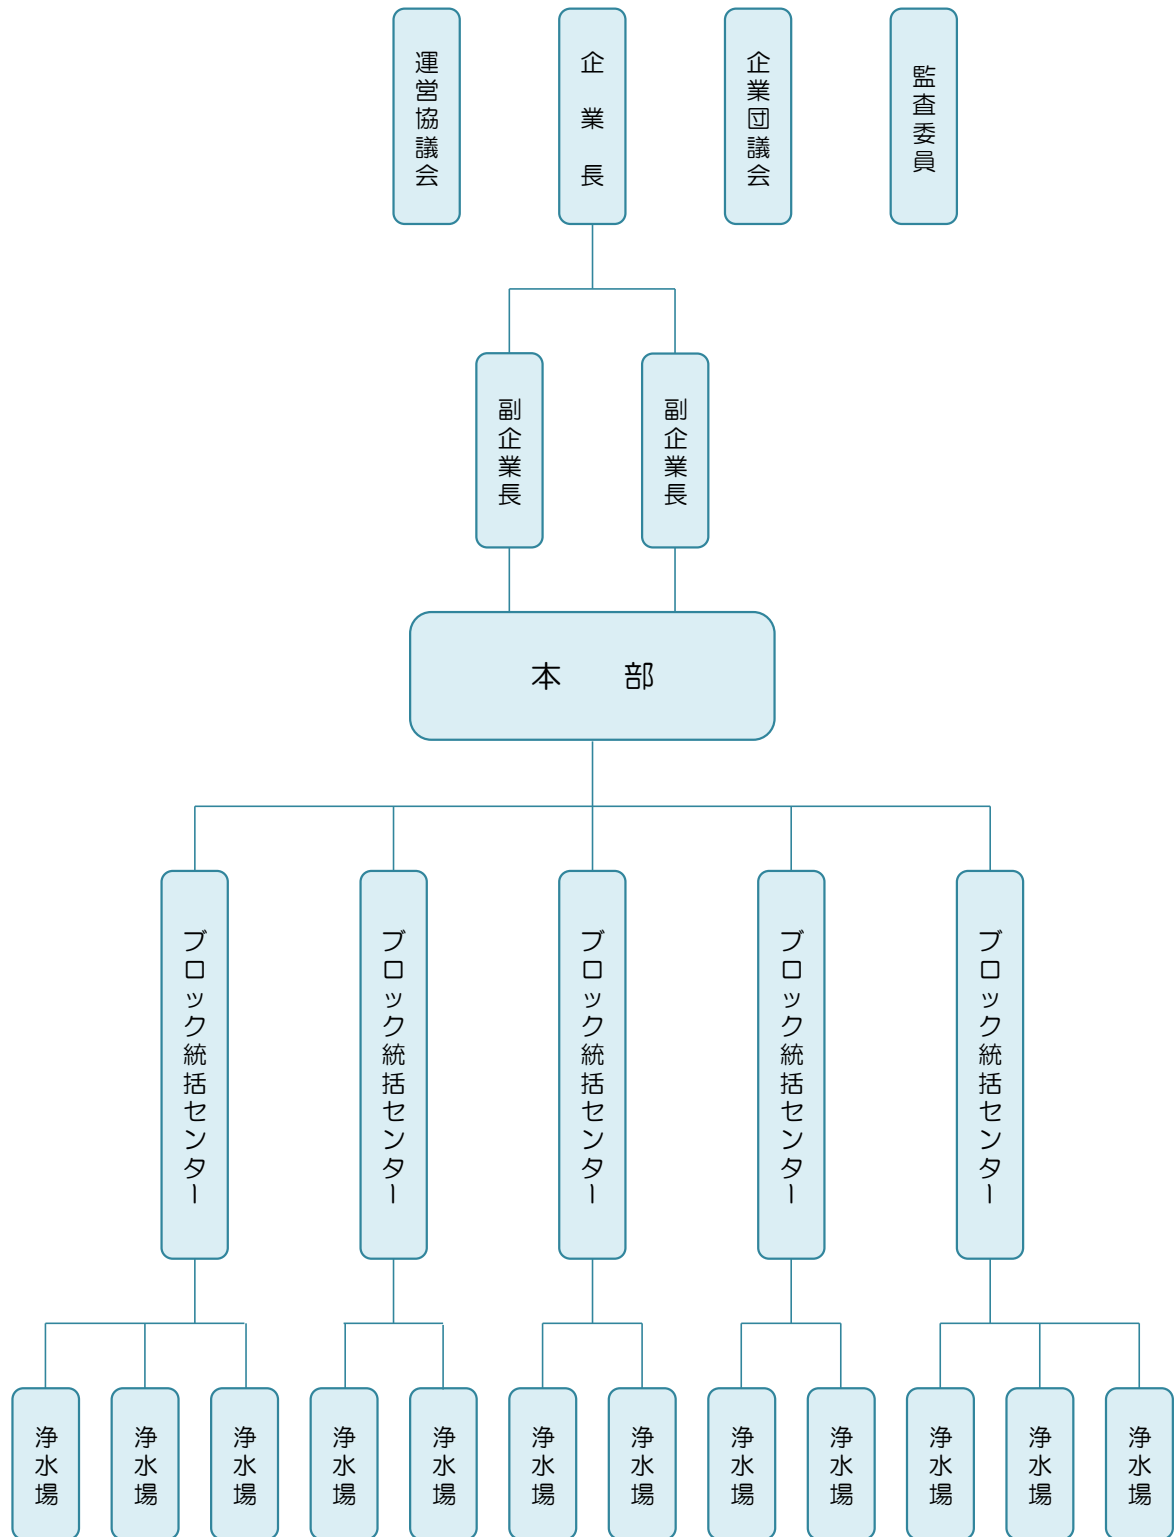 運営協議会
企業長
企業団議会
監査委員
副企業長
副企業長
本部
ブロック統括センター
ブロック統括センター
ブロック統括センター
ブロック統括センター
ブロック統括センター
浄水場
浄水場
浄水場
浄水場
浄水場
浄水場
浄水場
浄水場
浄水場
浄水場
浄水場
浄水場